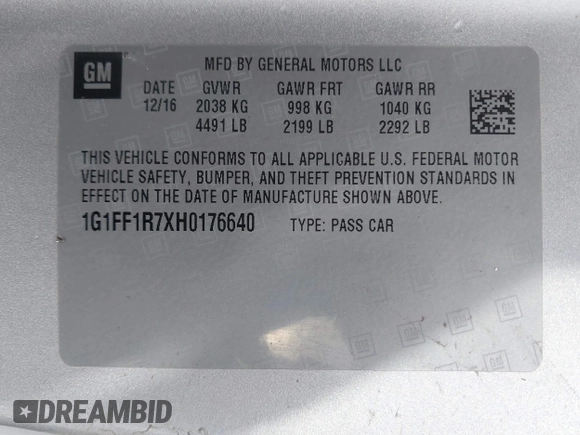 GM
MFD BY GENERAL MOTORS LLC
DATE GVWR GAWR FRT GAWR RR
12/16 2038 KG 998 KG 1040 KG
4491 LB 2199 LB 2292 LB
THIS VEHICLE CONFORMS TO ALL APPLICABLE U.S. FEDERAL MOTOR
VEHICLE SAFETY, BUMPER, AND THEFT PREVENTION STANDARDS IN
EFFECT ON THE DATE OF MANUFACTURE SHOWN ABOVE.
1G1FF1R7XH0176640 TYPE: PASS CAR
DREAMBID